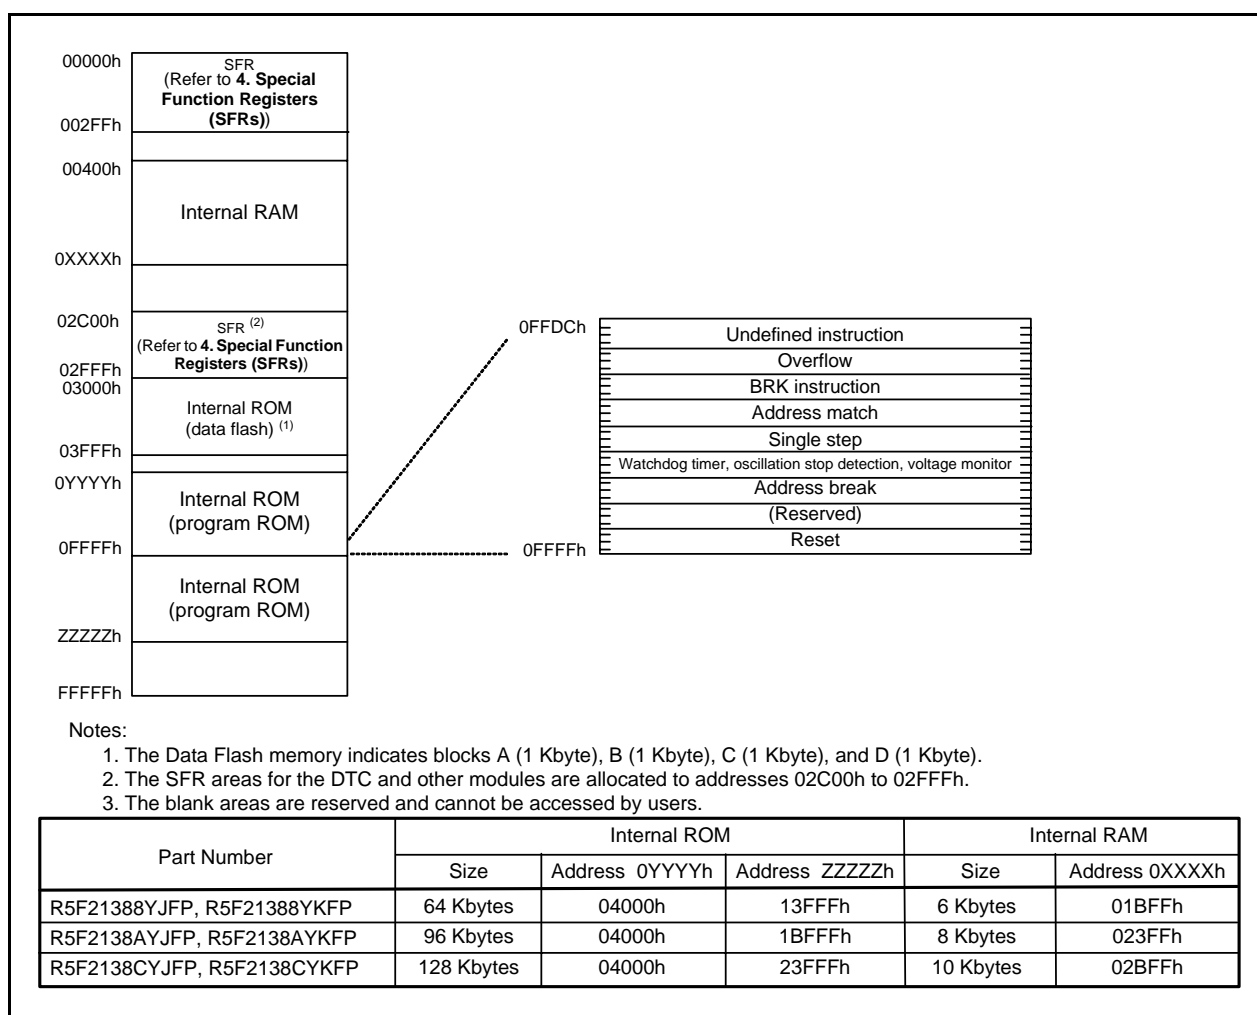 00000h
SFR
(Refer to 4. Special
Function Registers
(SFRs))
002FFh
00400h
Internal RAM
0XXXXh
02C00h
SFR (2)
(Refer to 4. Special Function
Registers (SFRs))
02FFFh
03000h
Internal ROM
(data flash) (1)
03FFFh
0YYYYh
Internal ROM
(program ROM)
0FFFFh
Internal ROM
(program ROM)
ZZZZZh
FFFFFh
0FFDCh
Undefined instruction
Overflow
BRK instruction
Address match
Single step
Watchdog timer, oscillation stop detection, voltage monitor
Address break
(Reserved)
0FFFFh
Reset
Notes:
1. The Data Flash memory indicates blocks A (1 Kbyte), B (1 Kbyte), C (1 Kbyte), and D (1 Kbyte).
2. The SFR areas for the DTC and other modules are allocated to addresses 02C00h to 02FFFh.
3. The blank areas are reserved and cannot be accessed by users.
Part Number Internal ROM Internal RAM
Size Address 0YYYYh Address ZZZZZh Size Address 0XXXXh
R5F21388YJFP, R5F21388YKFP 64 Kbytes 04000h 13FFFh 6 Kbytes 01BFFh
R5F2138AYJFP, R5F2138AYKFP 96 Kbytes 04000h 1BFFFh 8 Kbytes 023FFh
R5F2138CYJFP, R5F2138CYKFP 128 Kbytes 04000h 23FFFh 10 Kbytes 02BFFh